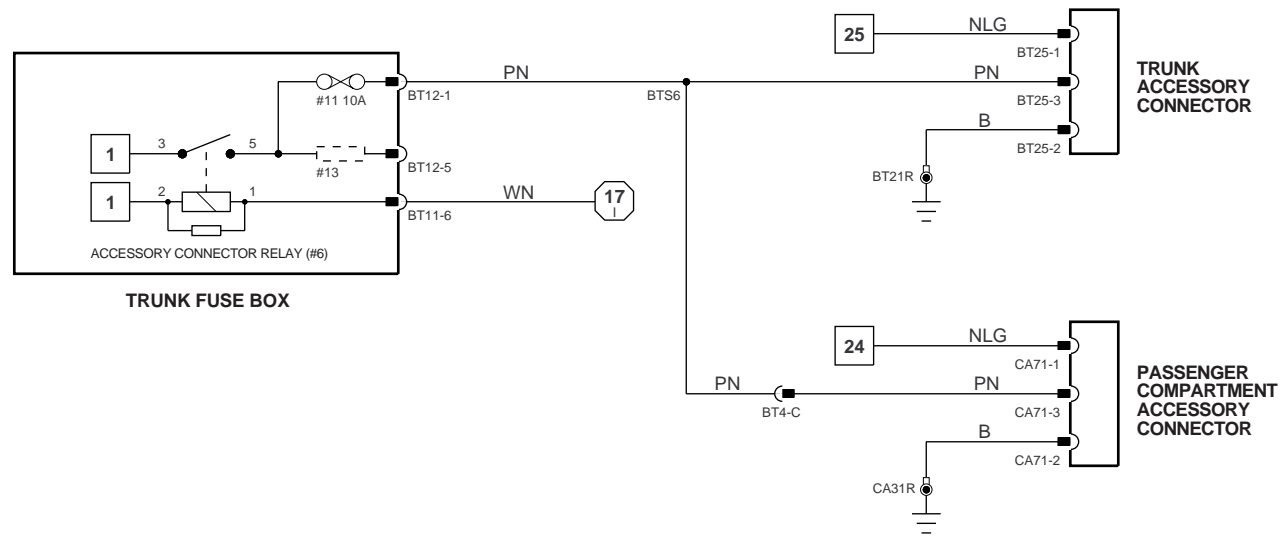 25
NLG
BT25-1
PN
BTS6
PN
BT25-3
B
BT25-2
BT21R
TRUNK
ACCESSORY
CONNECTOR
#11 10A
BT12-1
1
3
5
#13
BT12-5
1
2
1
BT11-6
WN
17
I
ACCESSORY CONNECTOR RELAY (#6)
TRUNK FUSE BOX
24
NLG
CA71-1
PN
BT4-C
PN
CA71-3
B
CA71-2
CA31R
PASSENGER
COMPARTMENT
ACCESSORY
CONNECTOR